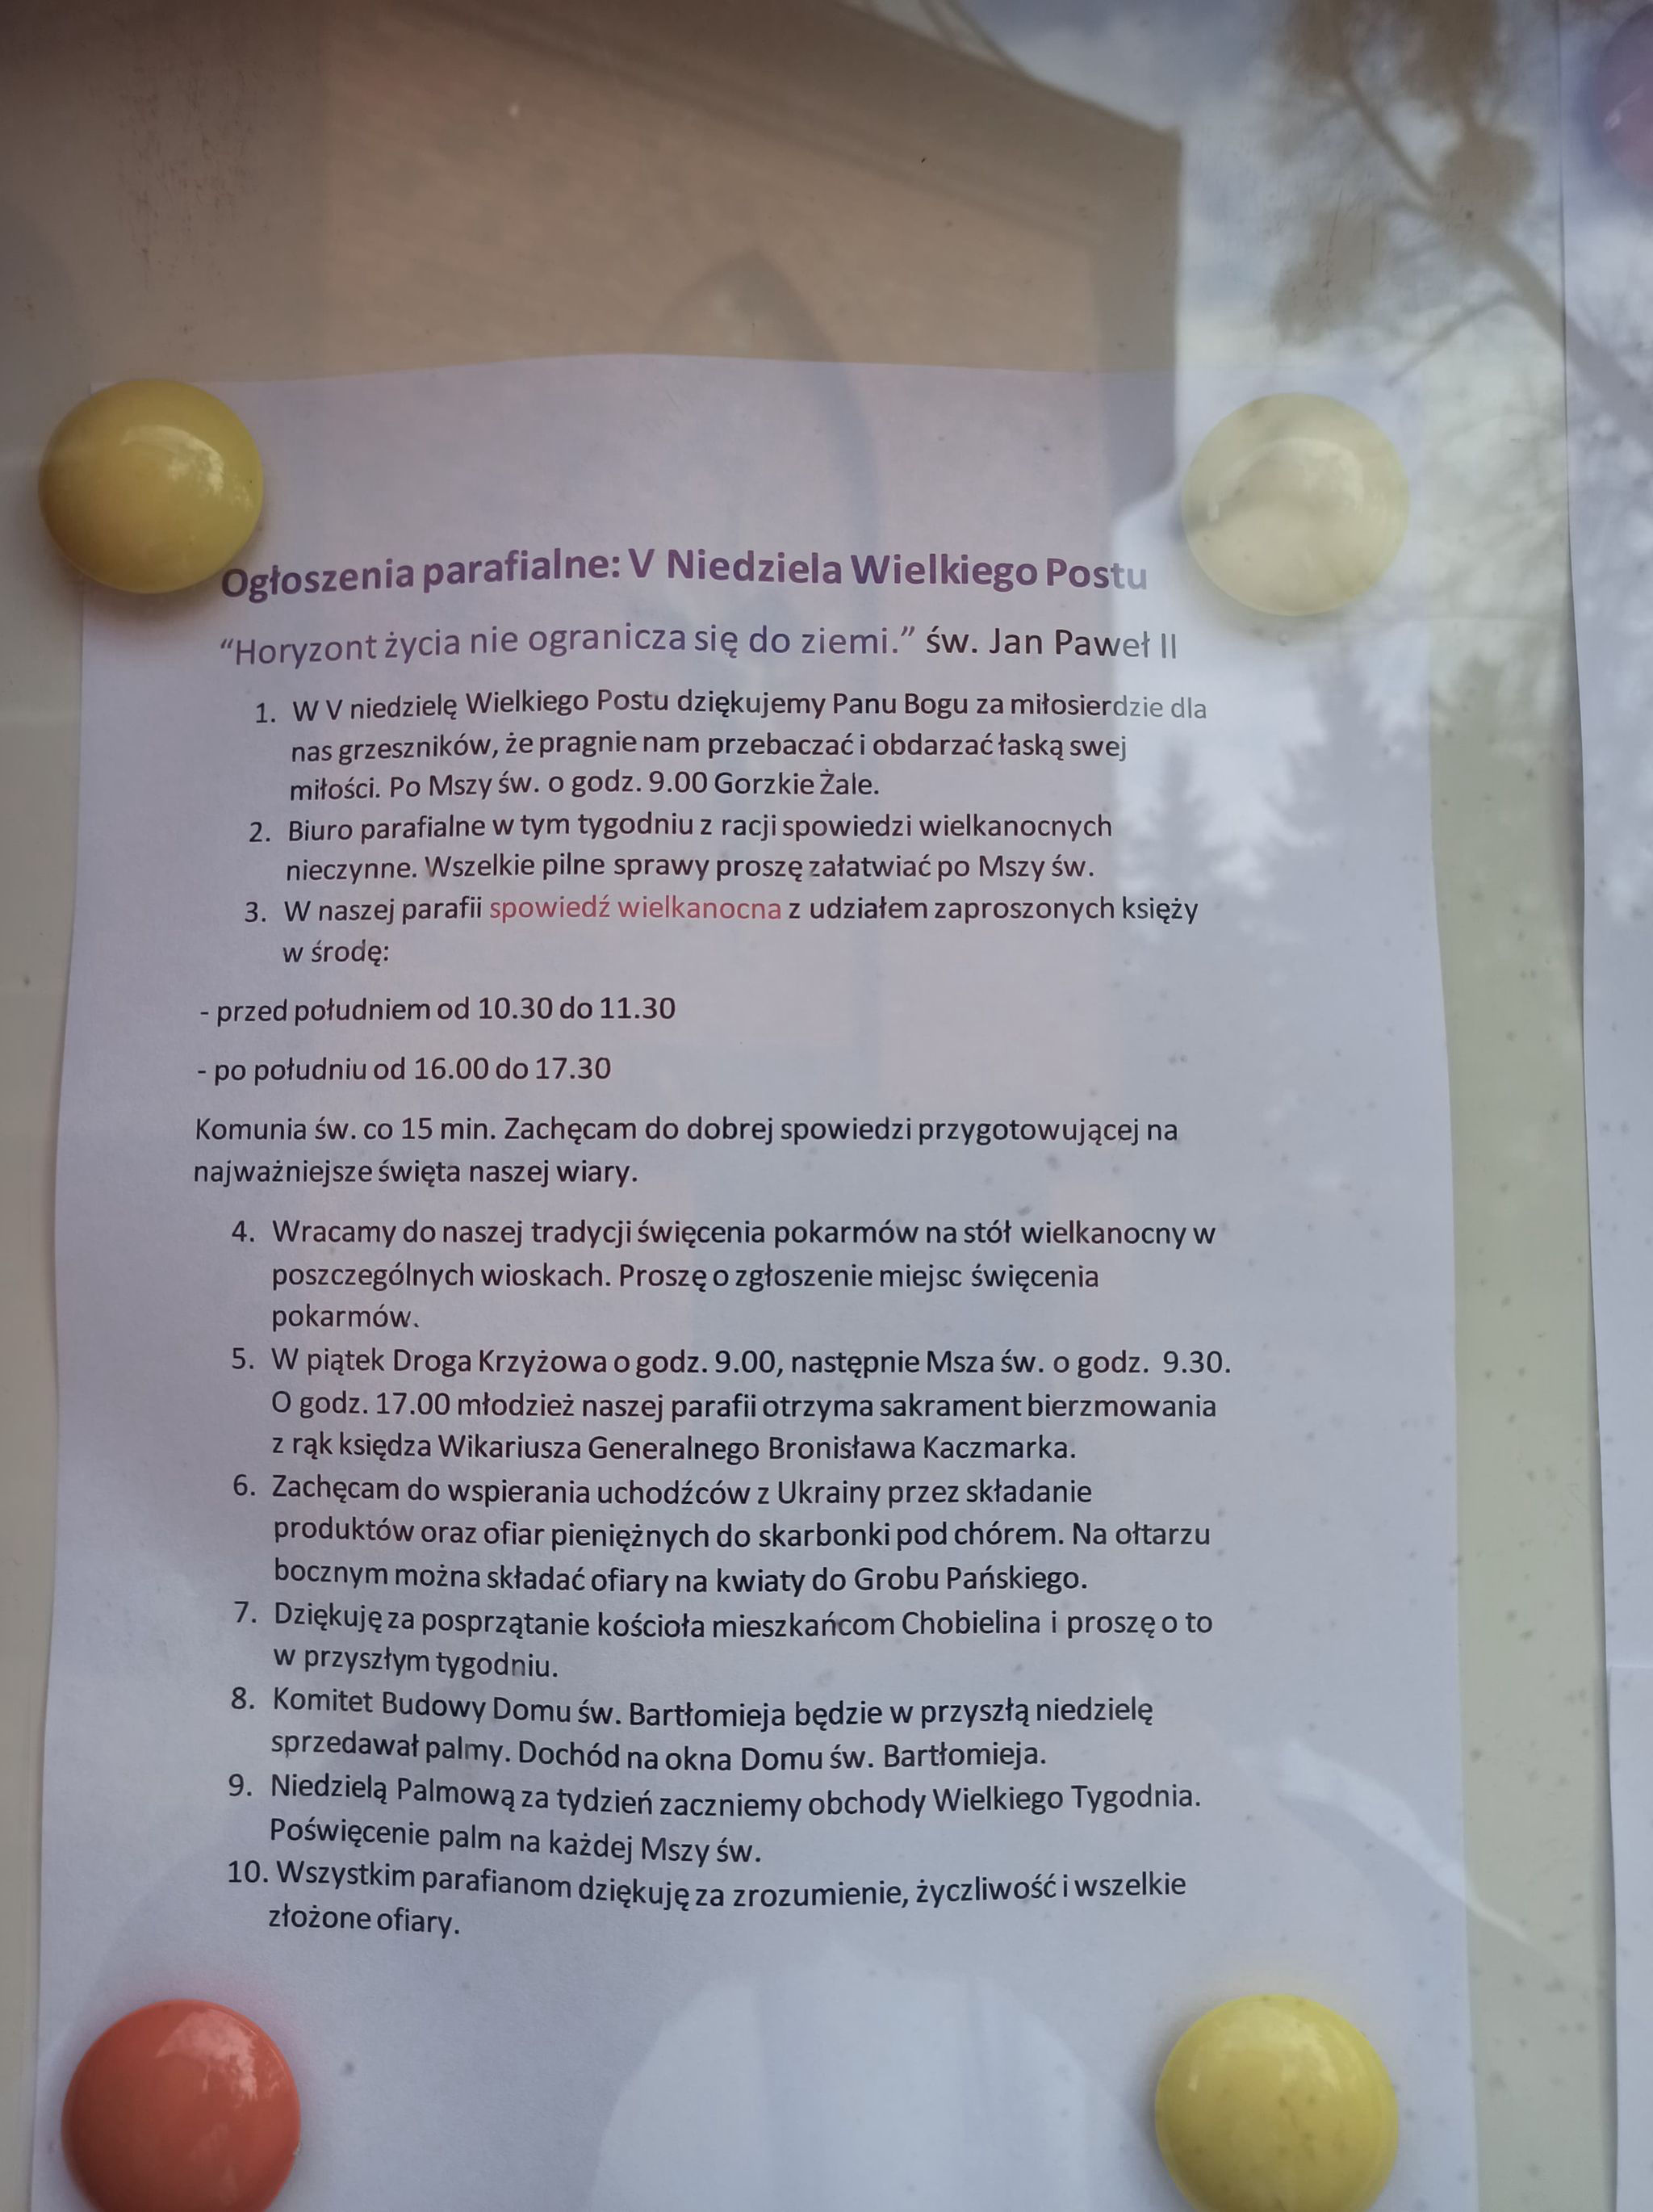 Ogłoszenia parafialne: V Niedziela Wielkiego Postu
“Horyzont życia nie ogranicza się do ziemi.” św. Jan Paweł II
1. W V niedzielę Wielkiego Postu dziękujemy Panu Bogu za miłosierdzie dla
nas grzeszników, że pragnie nam przebaczać i obdarzać łaską swej
miłości. Po Mszy św. o godz. 9.00 Gorzkie Żale.
2. Biuro parafialne w tym tygodniu z racji spowiedzi wielkanocnych
nieczynne. Wszelkie pilne sprawy proszę załatwiać po Mszy św.
3. W naszej parafii spowiedź wielkanocna z udziałem zaproszonych księży
w środę:
- przed południem od 10.30 do 11.30
- po południu od 16.00 do 17.30
Komunia św. co 15 min. Zachęcam do dobrej spowiedzi przygotowującej na
najważniejsze święta naszej wiary.
4. Wracamy do naszej tradycji święcenia pokarmów na stół wielkanocny w
poszczególnych wioskach. Proszę o zgłoszenie miejsc święcenia
pokarmów.
5. W piątek Droga Krzyżowa o godz. 9.00, następnie Msza św. o godz. 9.30.
O godz. 17.00 młodzież naszej parafii otrzyma sakrament bierzmowania
z rąk księdza Wikariusza Generalnego Bronisława Kaczmarka.
6. Zachęcam do wspierania uchodźców z Ukrainy przez składanie
produktów oraz ofiar pieniężnych do skarbonki pod chórem. Na ołtarzu
bocznym można składać ofiary na kwiaty do Grobu Pańskiego.
7. Dziękuję za posprzątanie kościoła mieszkańcom Chobielina i proszę o to
w przyszłym tygodniu.
8. Komitet Budowy Domu św. Bartłomieja będzie w przyszłą niedzielę
sprzedawał palmy. Dochód na okna Domu św. Bartłomieja.
9. Niedzielą Palmową za tydzień zaczniemy obchody Wielkiego Tygodnia.
Poświęcenie palm na każdej Mszy św.
10. Wszystkim parafianom dziękuję za zrozumienie, życzliwość i wszelkie
złożone ofiary.